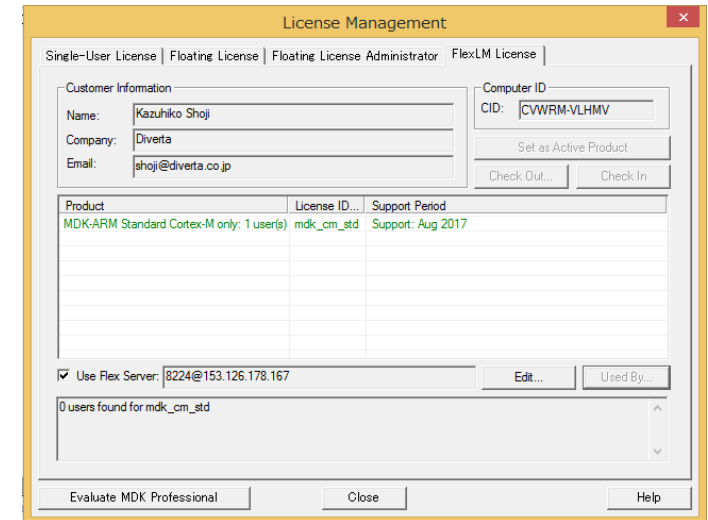 License Management
Single-User License Floating License Floating License Administrator FlexLM License
Customer Information
Name: Kazuhiko Shoji
Company: Diverta
Email: shoji@diverta.co.jp
Computer ID
CID: CVWRM-VLHMV
Set as Active Product
Check Out... Check In
Product License ID... Support Period
MDK-ARM Standard Cortex-M only: 1 user(s) mdk_cm_std Support: Aug 2017
Use Flex Server: 8224@153.126.178.167 Edit... Used By...
0 users found for mdk_cm_std
Evaluate MDK Professional Close Help